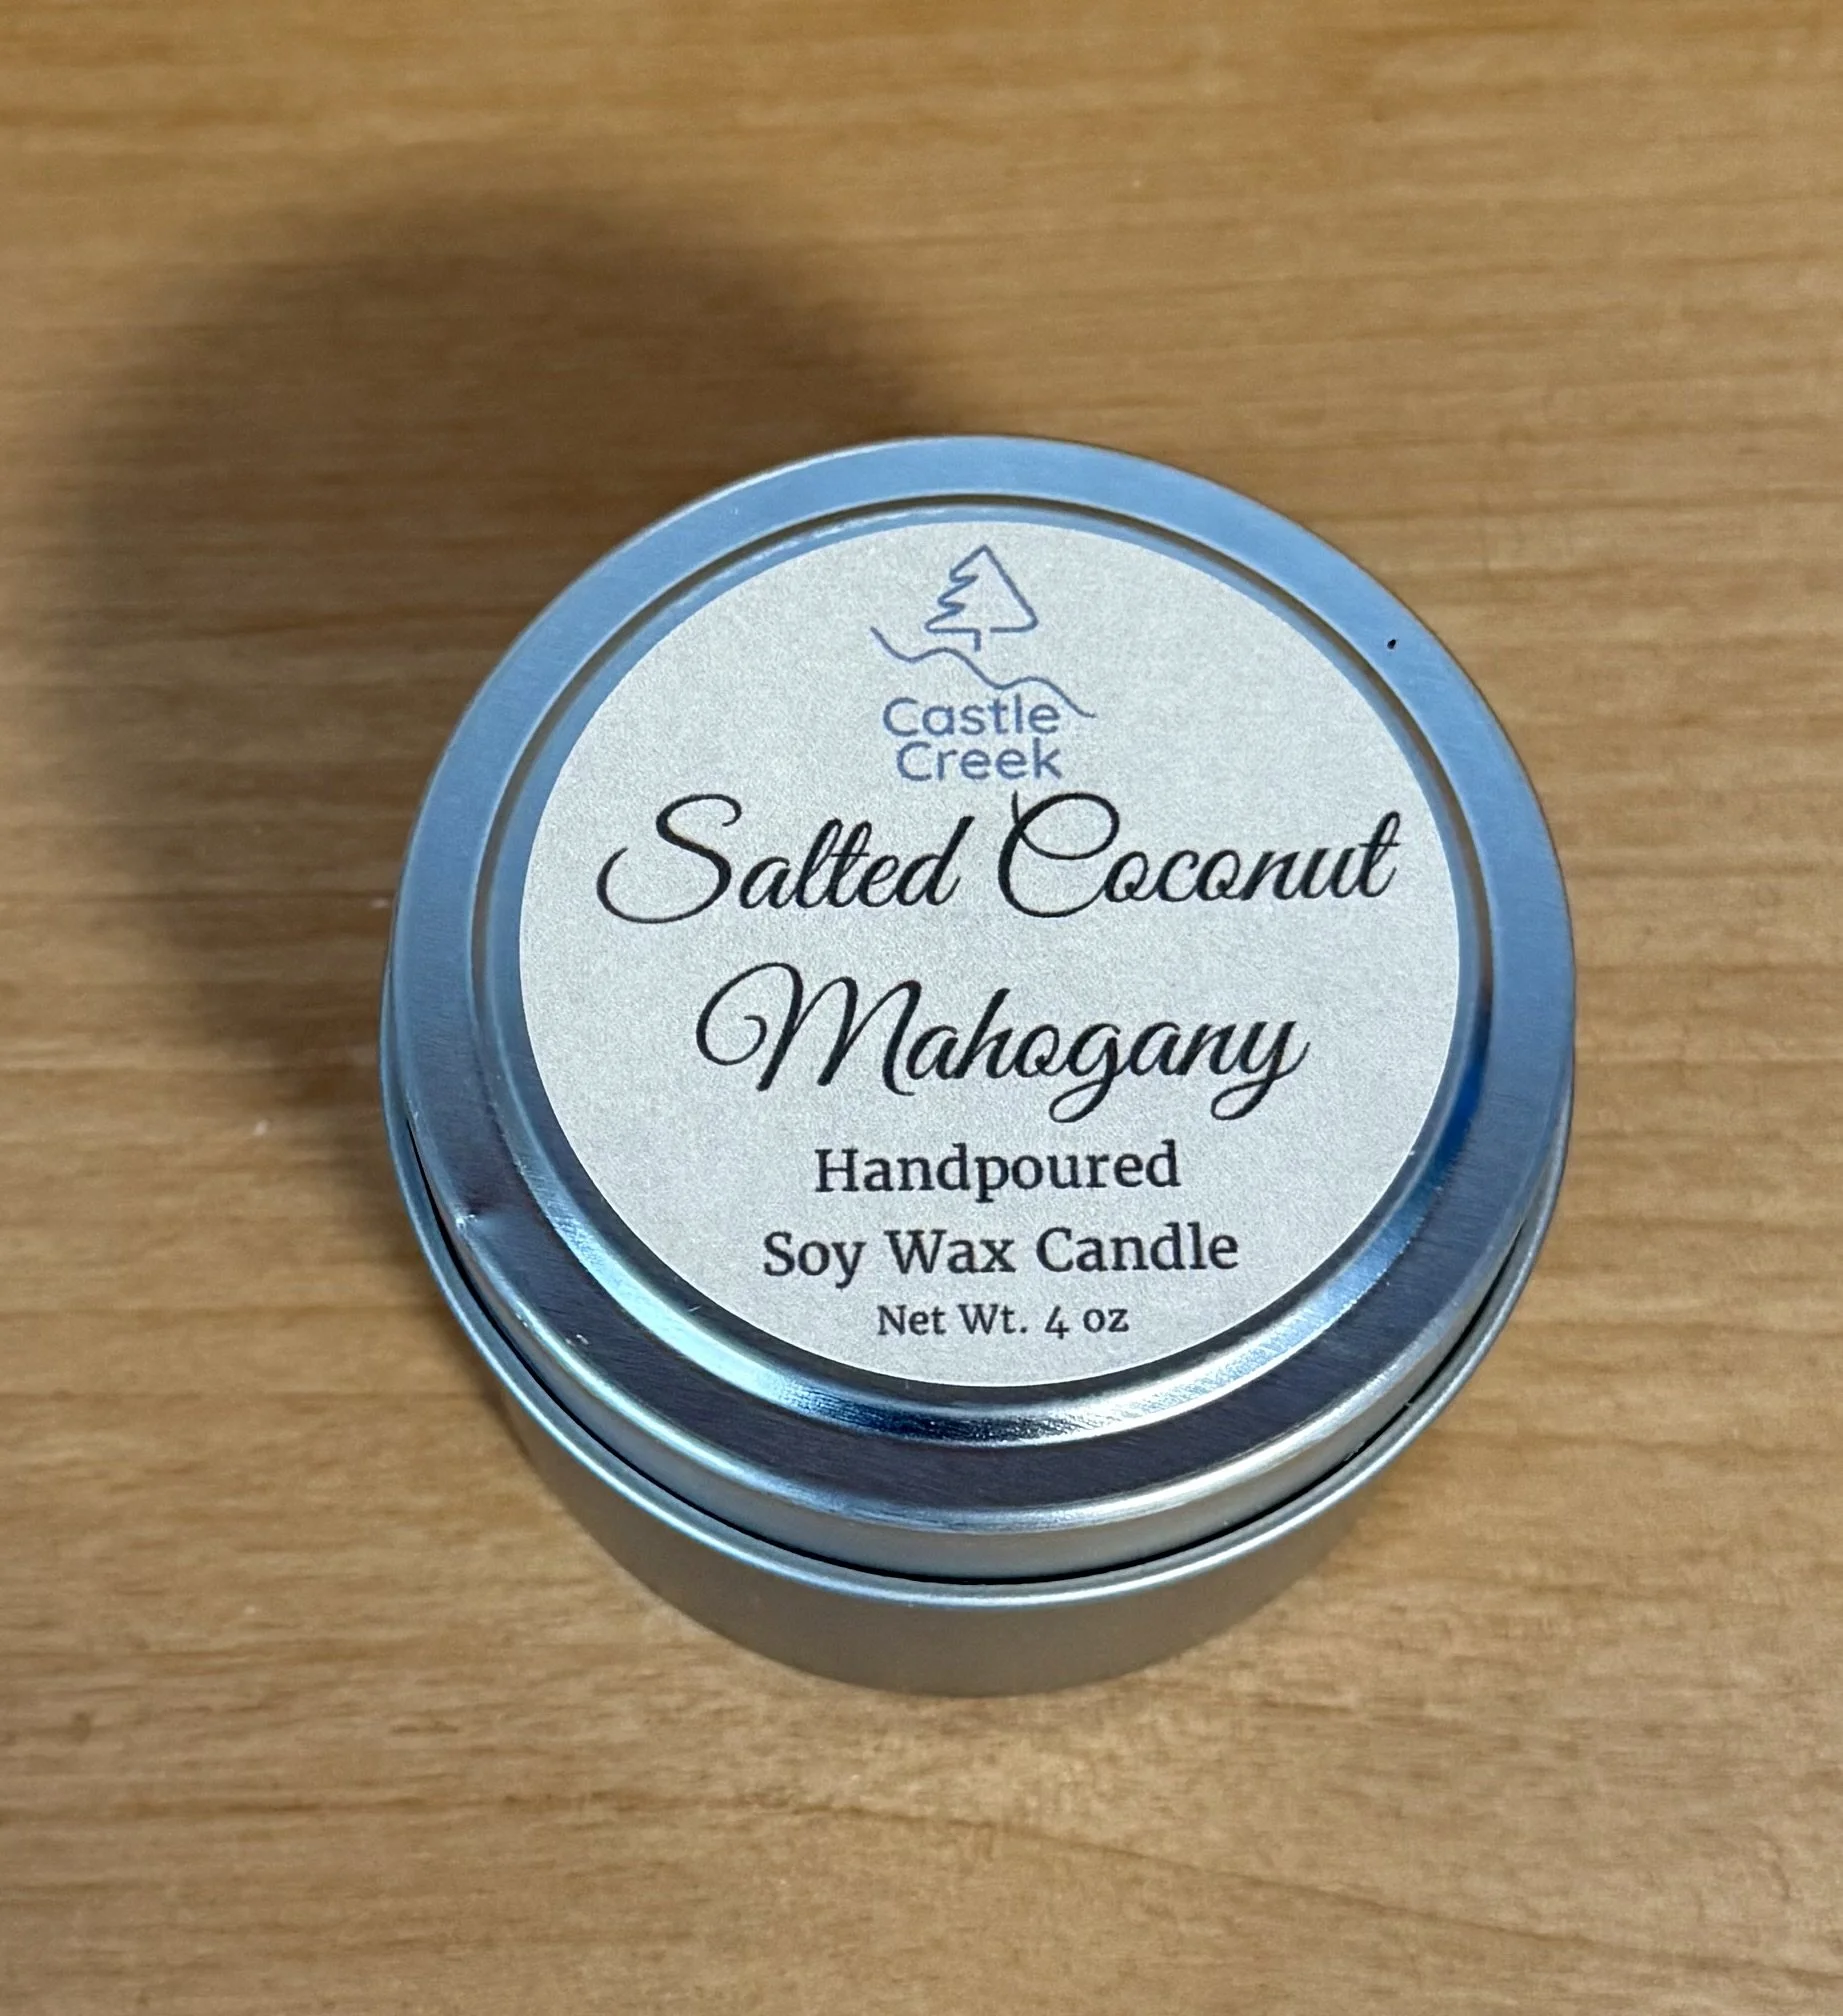 Castle
Creek
Salted Coconut
Mahogany
Handpoured
Soy Wax Candle
Net Wt. 4 oz